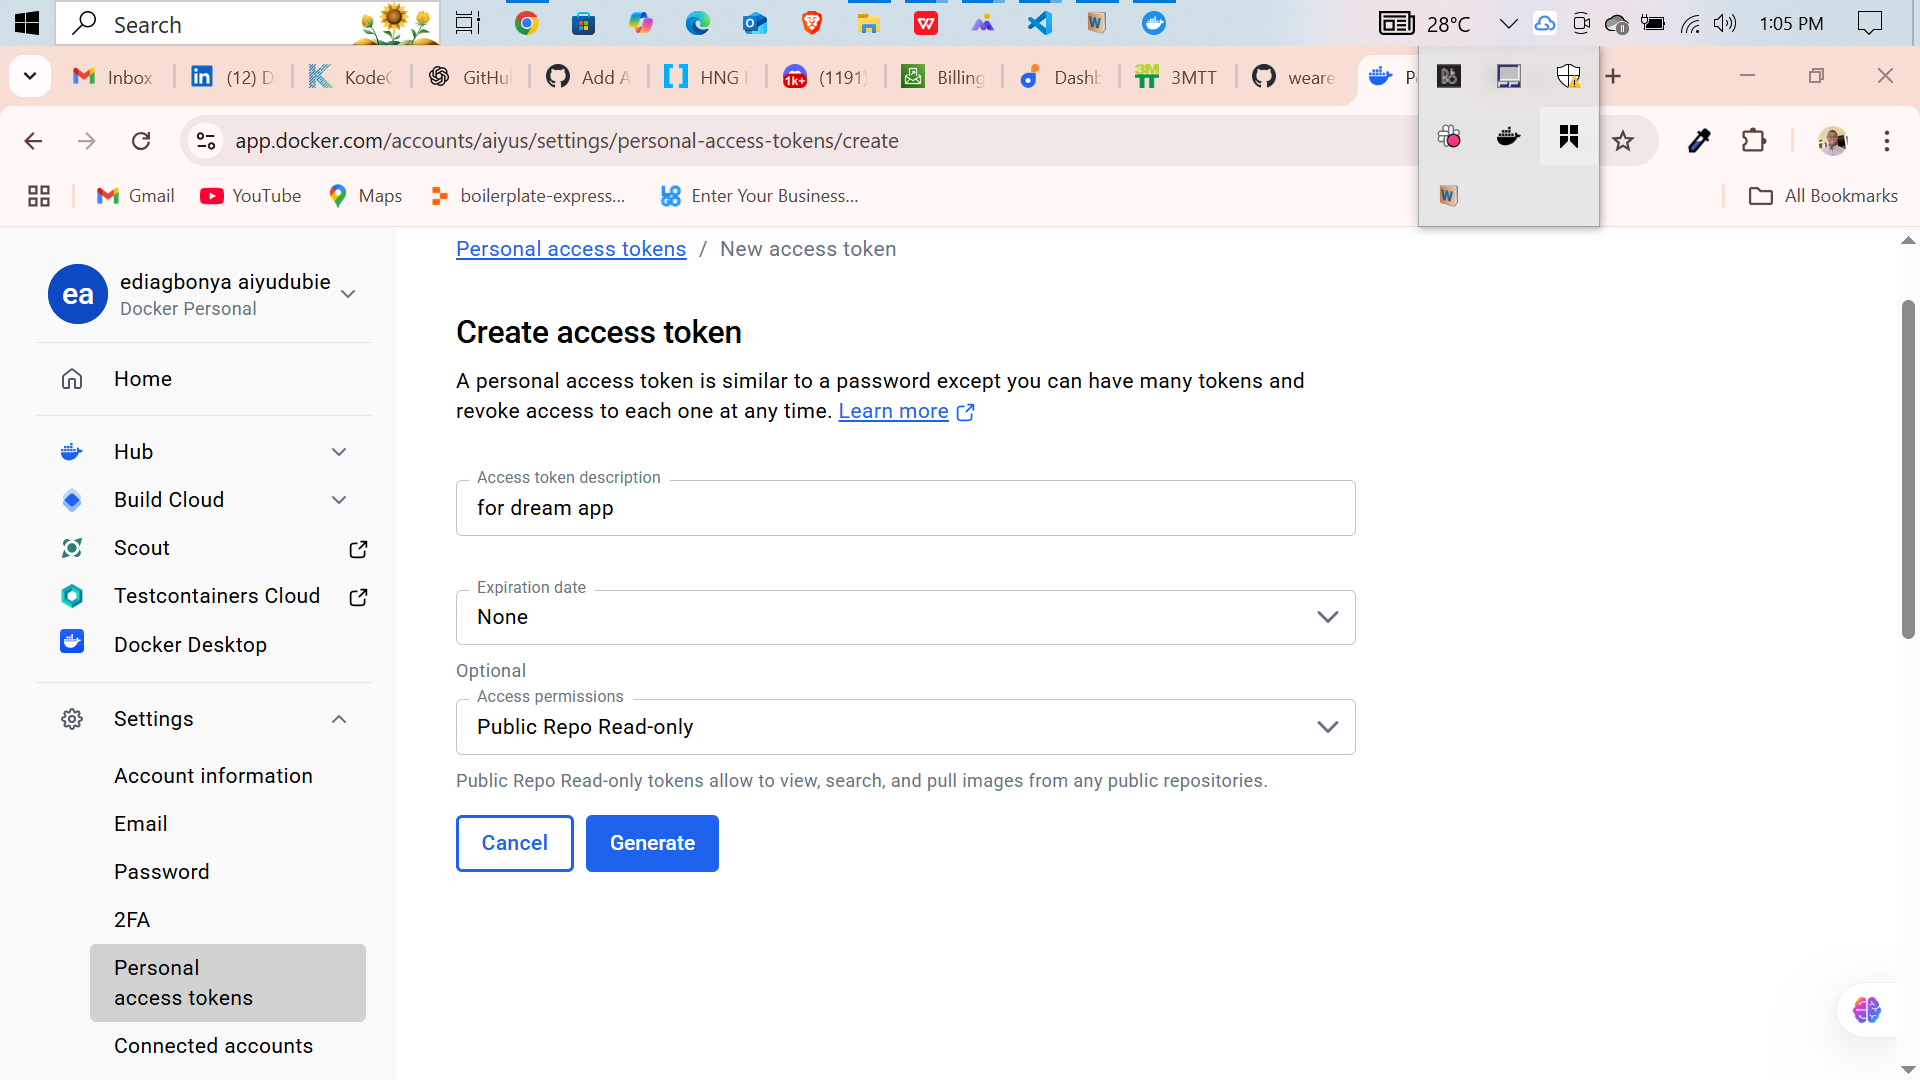 Search
28°C
1:05 PM
Inbox
(12) D
KodeC
GitHu
Add A
HNG
1k+
(1191)
Billing
Dashb
3MTT
weare
app.docker.com/accounts/aiyus/settings/personal-access-tokens/create
Gmail
YouTube
Maps
boilerplate-express...
Enter Your Business...
All Bookmarks
ea
ediagbonya aiyudubie
Docker Personal
Home
Hub
Build Cloud
Scout
Testcontainers Cloud
Docker Desktop
Settings
Account information
Email
Password
2FA
Personal
access tokens
Connected accounts
Personal access tokens / New access token
Create access token
A personal access token is similar to a password except you can have many tokens and
revoke access to each one at any time. Learn more
Access token description
for dream app
Expiration date
None
Optional
Access permissions
Public Repo Read-only
Public Repo Read-only tokens allow to view, search, and pull images from any public repositories.
Cancel
Generate